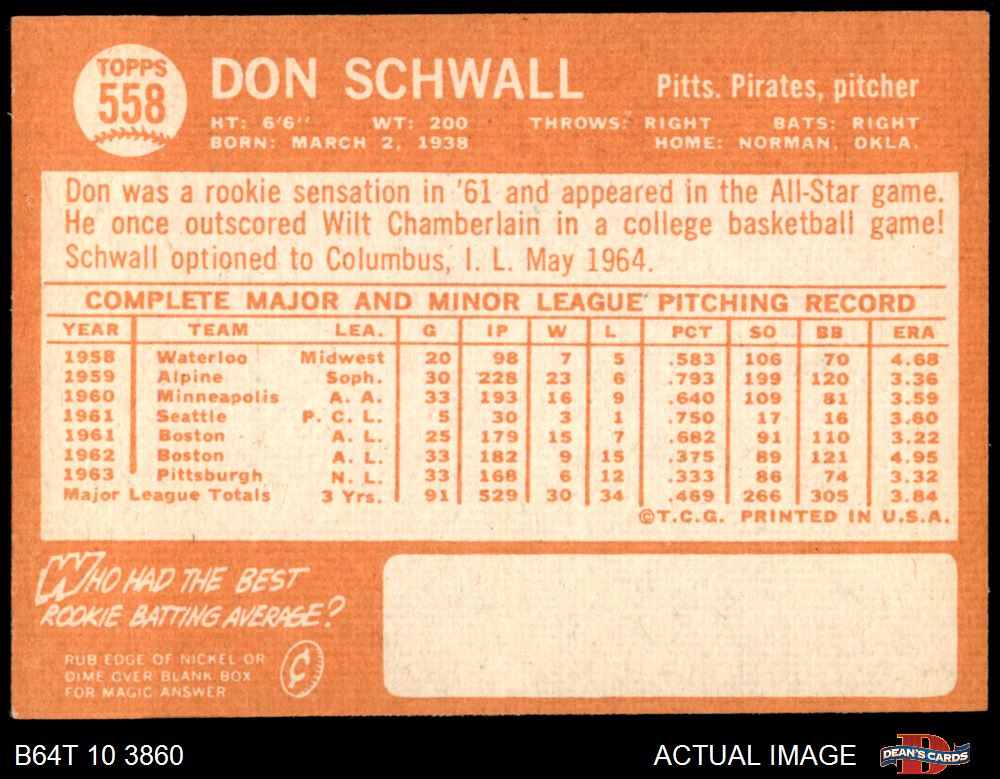 TOPPS
558
DON SCHWALL
Pitts. Pirates, pitcher
HT: 6'6" WT: 200 THROWS: RIGHT BATS: RIGHT
BORN: MARCH 2, 1938 HOME: NORMAN, OKLA.
Don was a rookie sensation in '61 and appeared in the All-Star game.
He once outscored Wilt Chamberlain in a college basketball game!
Schwall optioned to Columbus, I. L. May 1964.
COMPLETE MAJOR AND MINOR LEAGUE PITCHING RECORD
YEAR TEAM LEA. G IP W L PCT SO BB ERA
1958 Waterloo Midwest 20 98 7 5 .583 106 70 4.68
1959 Alpine Soph. 30 228 23 6 .793 199 120 3.36
1960 Minneapolis A. A. 33 193 16 9 .640 109 81 3.59
1961 Seattle P. C. L. 5 30 3 1 .750 17 16 3.60
1961 Boston A. L. 25 179 15 7 .682 91 110 3.22
1962 Boston A. L. 33 182 9 15 .375 89 121 4.95
1963 Pittsburgh N. L. 33 168 6 12 .333 86 74 3.32
Major League Totals 3 Yrs. 91 529 30 34 .469 266 305 3.84
©T.C.G. PRINTED IN U.S.A.
WHO HAD THE BEST
ROOKIE BATTING AVERAGE?
RUB EDGE OF NICKEL OR
DIME OVER BLANK BOX
FOR MAGIC ANSWER
¢
B64T 10 3860
ACTUAL IMAGE
DEAN'S CARDS